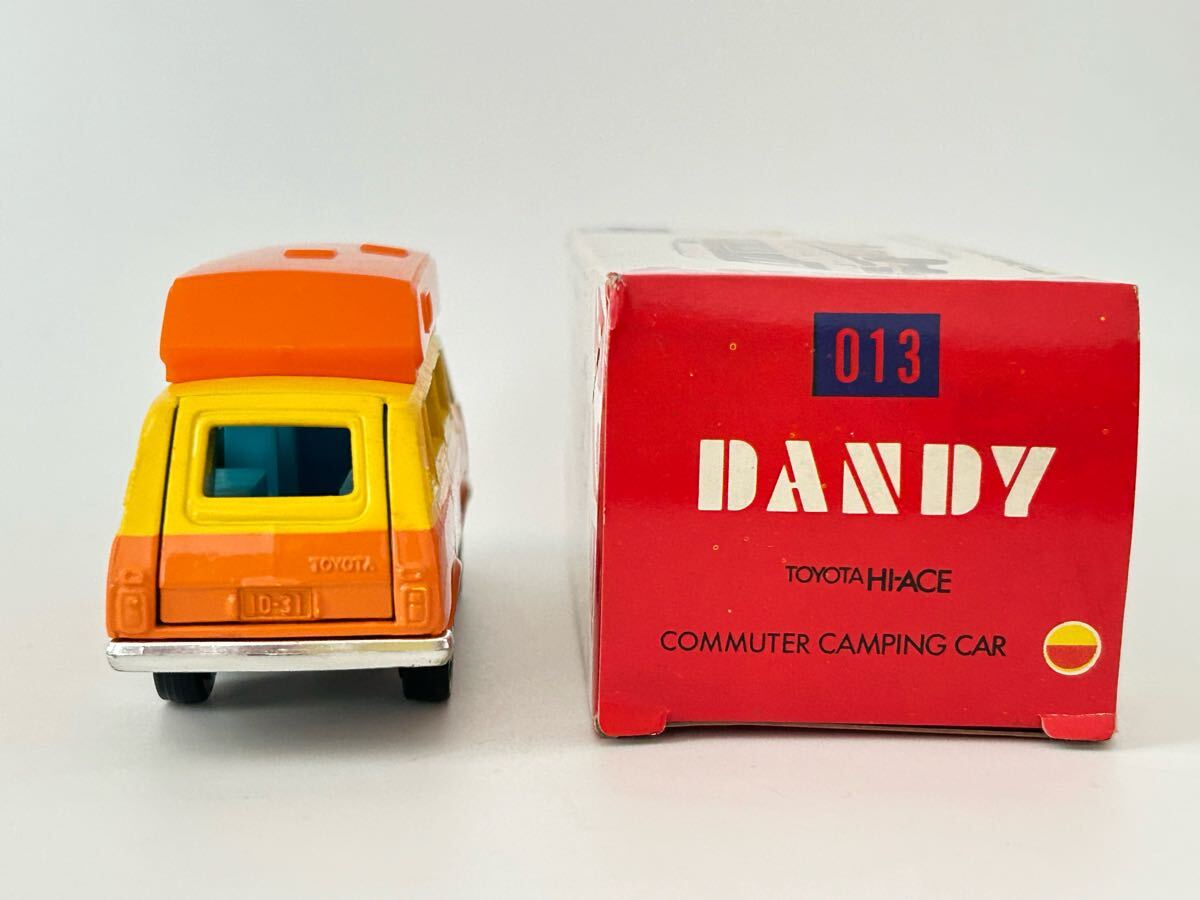 TOYOTA
10-31
013
DANDY
TOYOTA HI-ACE
COMMUTER CAMPING CAR